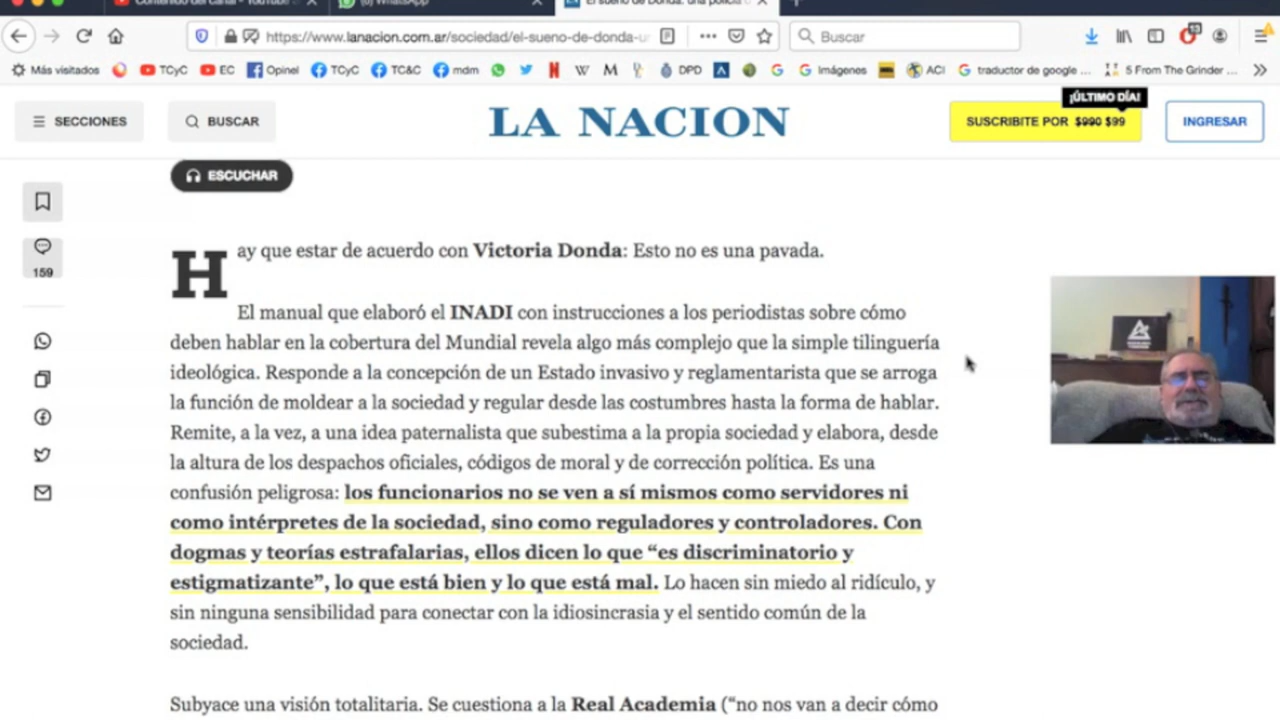 Contenido del canal - YouTube
WhatsApp
El sueño de Donda: una policía
https://www.lanacion.com.ar/sociedad/el-sueno-de-donda-u
Buscar
Más visitados
TCyC
EC
Opinel
TCyC
TC&C
mdm
DPD
Imágenes
ACI
traductor de google ...
5 From The Grinder ...
SECCIONES
BUSCAR
LA NACION
¡ÚLTIMO DÍA!
SUSCRIBITE POR $990 $99
INGRESAR
ESCUCHAR
159
Hay que estar de acuerdo con Victoria Donda: Esto no es una pavada.
El manual que elaboró el INADI con instrucciones a los periodistas sobre cómo
deben hablar en la cobertura del Mundial revela algo más complejo que la simple tilinguería
ideológica. Responde a la concepción de un Estado invasivo y reglamentarista que se arroga
la función de moldear a la sociedad y regular desde las costumbres hasta la forma de hablar.
Remite, a la vez, a una idea paternalista que subestima a la propia sociedad y elabora, desde
la altura de los despachos oficiales, códigos de moral y de corrección política. Es una
confusión peligrosa: los funcionarios no se ven a sí mismos como servidores ni
como intérpretes de la sociedad, sino como reguladores y controladores. Con
dogmas y teorías estrafalarias, ellos dicen lo que “es discriminatorio y
estigmatizante”, lo que está bien y lo que está mal. Lo hacen sin miedo al ridículo, y
sin ninguna sensibilidad para conectar con la idiosincrasia y el sentido común de la
sociedad.
Subyace una visión totalitaria. Se cuestiona a la Real Academia (“no nos van a decir cómo